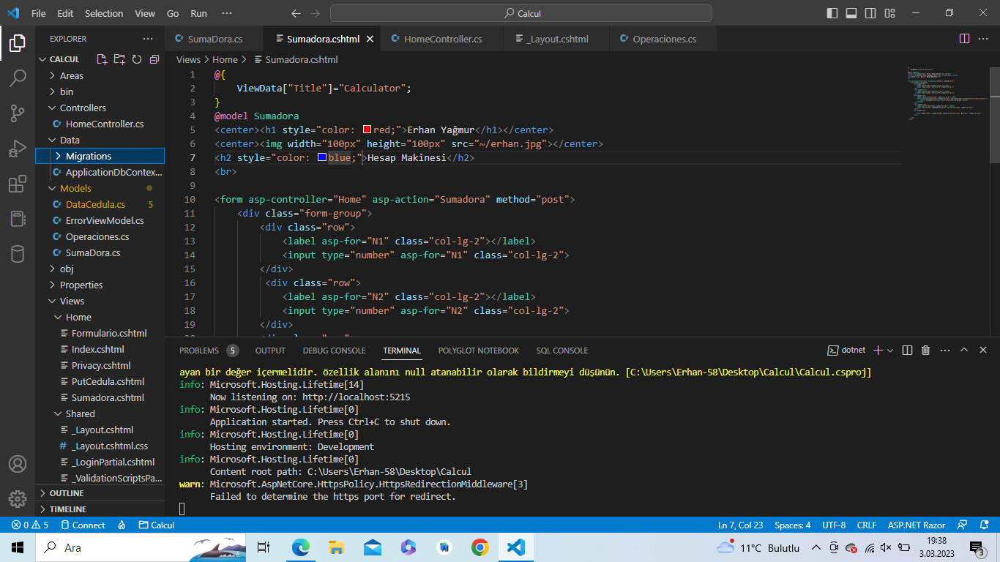 File Edit Selection View Go Run ··· Calcul
EXPLORER ···
CALCUL
Areas
bin
Controllers
HomeController.cs
Data
Migrations
ApplicationDbContex...
Models
DataCedula.cs 5
ErrorViewModel.cs
Operaciones.cs
SumaDora.cs
obj
Properties
Views
Home
Formulario.cshtml
Index.cshtml
Privacy.cshtml
PutCedula.cshtml
Sumadora.cshtml
Shared
_Layout.cshtml
# _Layout.cshtml.css
_LoginPartial.cshtml
_ValidationScriptsPa...
OUTLINE
TIMELINE
SumaDora.cs Sumadora.cshtml HomeController.cs _Layout.cshtml Operaciones.cs
Views > Home > Sumadora.cshtml
1 @{
2 ViewData["Title"]="Calculator";
3 }
4 @model Sumadora
5 <center><h1 style="color: red;">Erhan Yağmur</h1></center>
6 <center><img width="100px" height="100px" src="~/erhan.jpg"></center>
7 <h2 style="color: blue;">Hesap Makinesi</h2>
8 <br>
9
10 <form asp-controller="Home" asp-action="Sumadora" method="post">
11 <div class="form-group">
12 <div class="row">
13 <label asp-for="N1" class="col-lg-2"></label>
14 <input type="number" asp-for="N1" class="col-lg-2">
15 </div>
16 <div class="row">
17 <label asp-for="N2" class="col-lg-2"></label>
18 <input type="number" asp-for="N2" class="col-lg-2">
19 </div>
PROBLEMS 5 OUTPUT DEBUG CONSOLE TERMINAL POLYGLOT NOTEBOOK SQL CONSOLE dotnet
ayan bir değer içermelidir. özellik alanını null atanabilir olarak bildirmeyi düşünün. [C:\Users\Erhan-58\Desktop\Calcul\Calcul.csproj]
info: Microsoft.Hosting.Lifetime[14]
Now listening on: http://localhost:5215
info: Microsoft.Hosting.Lifetime[0]
Application started. Press Ctrl+C to shut down.
info: Microsoft.Hosting.Lifetime[0]
Hosting environment: Development
info: Microsoft.Hosting.Lifetime[0]
Content root path: C:\Users\Erhan-58\Desktop\Calcul
warn: Microsoft.AspNetCore.HttpsPolicy.HttpsRedirectionMiddleware[3]
Failed to determine the https port for redirect.
0 5 Connect Calcul Ln 7, Col 23 Spaces: 4 UTF-8 CRLF ASP.NET Razor
Ara 11°C Bulutlu 19:38
3.03.2023 3